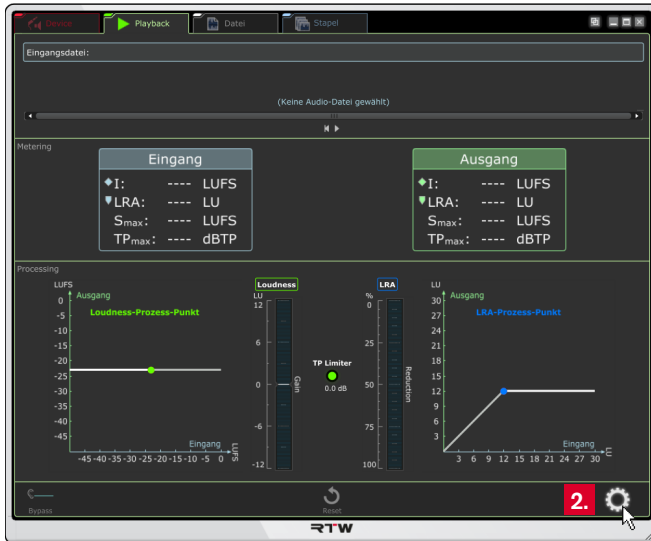 Device Playback Datei Stapel
Eingangsdatei:
(Keine Audio-Datei gewählt)
Metering
Eingang
I: ---- LUFS
LRA: ---- LU
Smax: ---- LUFS
TPmax: ---- dBTP
Ausgang
I: ---- LUFS
LRA: ---- LU
Smax: ---- LUFS
TPmax: ---- dBTP
Processing
LUFS
Ausgang
Loudness-Prozess-Punkt
0
-5
-10
-15
-20
-25
-30
-35
-40
-45
Eingang
-45 -40 -35 -30 -25 -20 -15 -10 -5 0
LUFS
Loudness
LU
12
6
0
-6
-12
Gain
TP Limiter
0.0 dB
LRA
%
0
25
50
75
100
Reduction
LU
Ausgang
LRA-Prozess-Punkt
30
27
24
21
18
15
12
9
6
3
Eingang
3 6 9 12 15 18 21 24 27 30
LU
Bypass
Reset
2.
RTW